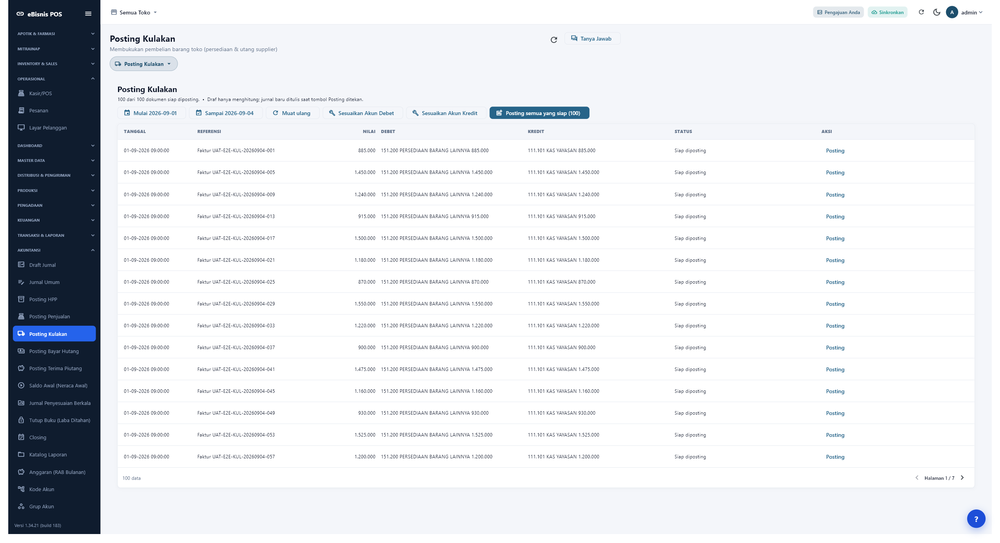 eBisnis POS
APOTIK & FARMASI
MITRAINAP
INVENTORY & SALES
OPERASIONAL
Kasir/POS
Pesanan
Layar Pelanggan
DASHBOARD
MASTER DATA
DISTRIBUSI & PENGIRIMAN
PRODUKSI
PENGADAAN
KEUANGAN
TRANSAKSI & LAPORAN
AKUNTANSI
Draft Jurnal
Jurnal Umum
Posting HPP
Posting Penjualan
Posting Kulakan
Posting Bayar Hutang
Posting Terima Piutang
Saldo Awal (Neraca Awal)
Jurnal Penyesuaian Berkala
Tutup Buku (Laba Ditahan)
Closing
Katalog Laporan
Anggaran (RAB Bulanan)
Kode Akun
Grup Akun
Versi 1.34.21 (build 183)
Semua Toko
Pengajuan Anda
Sinkronkan
A
admin
Posting Kulakan
Membukukan pembelian barang toko (persediaan & utang supplier)
Tanya Jawab
Posting Kulakan
Posting Kulakan
100 dari 100 dokumen siap diposting. • Draf hanya menghitung; jurnal baru ditulis saat tombol Posting ditekan.
Mulai 2026-09-01 Sampai 2026-09-04 Muat ulang Sesuaikan Akun Debet Sesuaikan Akun Kredit Posting semua yang siap (100)
TANGGAL REFERENSI NILAI DEBET KREDIT STATUS AKSI
01-09-2026 09:00:00 Faktur UAT-E2E-KUL-20260904-001 885.000 151.200 PERSEDIAAN BARANG LAINNYA 885.000 111.101 KAS YAYASAN 885.000 Siap diposting Posting
01-09-2026 09:00:00 Faktur UAT-E2E-KUL-20260904-005 1.450.000 151.200 PERSEDIAAN BARANG LAINNYA 1.450.000 111.101 KAS YAYASAN 1.450.000 Siap diposting Posting
01-09-2026 09:00:00 Faktur UAT-E2E-KUL-20260904-009 1.240.000 151.200 PERSEDIAAN BARANG LAINNYA 1.240.000 111.101 KAS YAYASAN 1.240.000 Siap diposting Posting
01-09-2026 09:00:00 Faktur UAT-E2E-KUL-20260904-013 915.000 151.200 PERSEDIAAN BARANG LAINNYA 915.000 111.101 KAS YAYASAN 915.000 Siap diposting Posting
01-09-2026 09:00:00 Faktur UAT-E2E-KUL-20260904-017 1.500.000 151.200 PERSEDIAAN BARANG LAINNYA 1.500.000 111.101 KAS YAYASAN 1.500.000 Siap diposting Posting
01-09-2026 09:00:00 Faktur UAT-E2E-KUL-20260904-021 1.180.000 151.200 PERSEDIAAN BARANG LAINNYA 1.180.000 111.101 KAS YAYASAN 1.180.000 Siap diposting Posting
01-09-2026 09:00:00 Faktur UAT-E2E-KUL-20260904-025 870.000 151.200 PERSEDIAAN BARANG LAINNYA 870.000 111.101 KAS YAYASAN 870.000 Siap diposting Posting
01-09-2026 09:00:00 Faktur UAT-E2E-KUL-20260904-029 1.550.000 151.200 PERSEDIAAN BARANG LAINNYA 1.550.000 111.101 KAS YAYASAN 1.550.000 Siap diposting Posting
01-09-2026 09:00:00 Faktur UAT-E2E-KUL-20260904-033 1.220.000 151.200 PERSEDIAAN BARANG LAINNYA 1.220.000 111.101 KAS YAYASAN 1.220.000 Siap diposting Posting
01-09-2026 09:00:00 Faktur UAT-E2E-KUL-20260904-037 900.000 151.200 PERSEDIAAN BARANG LAINNYA 900.000 111.101 KAS YAYASAN 900.000 Siap diposting Posting
01-09-2026 09:00:00 Faktur UAT-E2E-KUL-20260904-041 1.475.000 151.200 PERSEDIAAN BARANG LAINNYA 1.475.000 111.101 KAS YAYASAN 1.475.000 Siap diposting Posting
01-09-2026 09:00:00 Faktur UAT-E2E-KUL-20260904-045 1.160.000 151.200 PERSEDIAAN BARANG LAINNYA 1.160.000 111.101 KAS YAYASAN 1.160.000 Siap diposting Posting
01-09-2026 09:00:00 Faktur UAT-E2E-KUL-20260904-049 930.000 151.200 PERSEDIAAN BARANG LAINNYA 930.000 111.101 KAS YAYASAN 930.000 Siap diposting Posting
01-09-2026 09:00:00 Faktur UAT-E2E-KUL-20260904-053 1.525.000 151.200 PERSEDIAAN BARANG LAINNYA 1.525.000 111.101 KAS YAYASAN 1.525.000 Siap diposting Posting
01-09-2026 09:00:00 Faktur UAT-E2E-KUL-20260904-057 1.200.000 151.200 PERSEDIAAN BARANG LAINNYA 1.200.000 111.101 KAS YAYASAN 1.200.000 Siap diposting Posting
100 data
Halaman 1 / 7
?